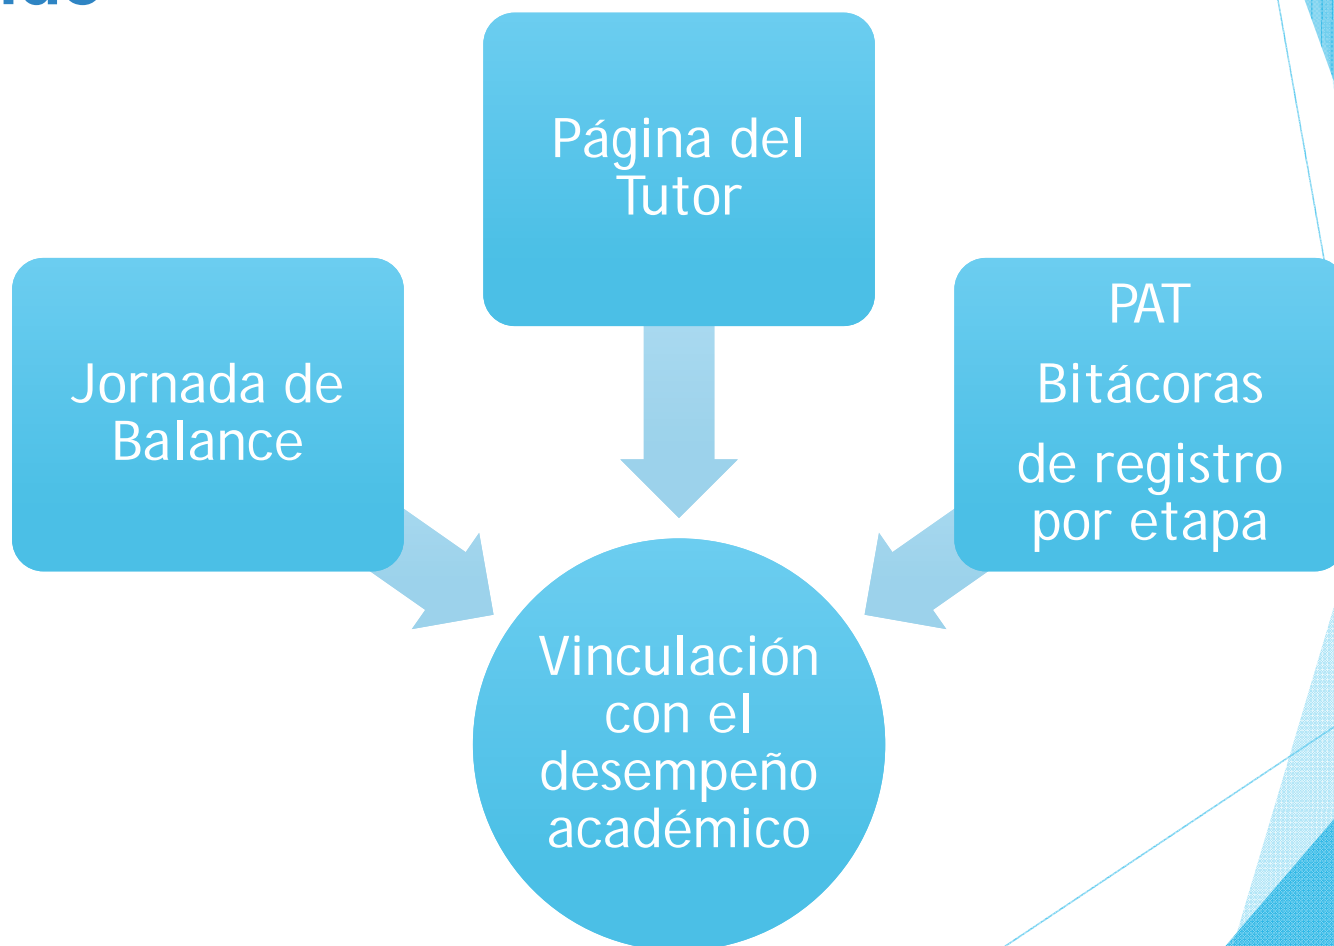 Página del
Tutor
Jornada de
Balance
PAT
Bitácoras
de registro
por etapa
Vinculación
con el
desempeño
académico